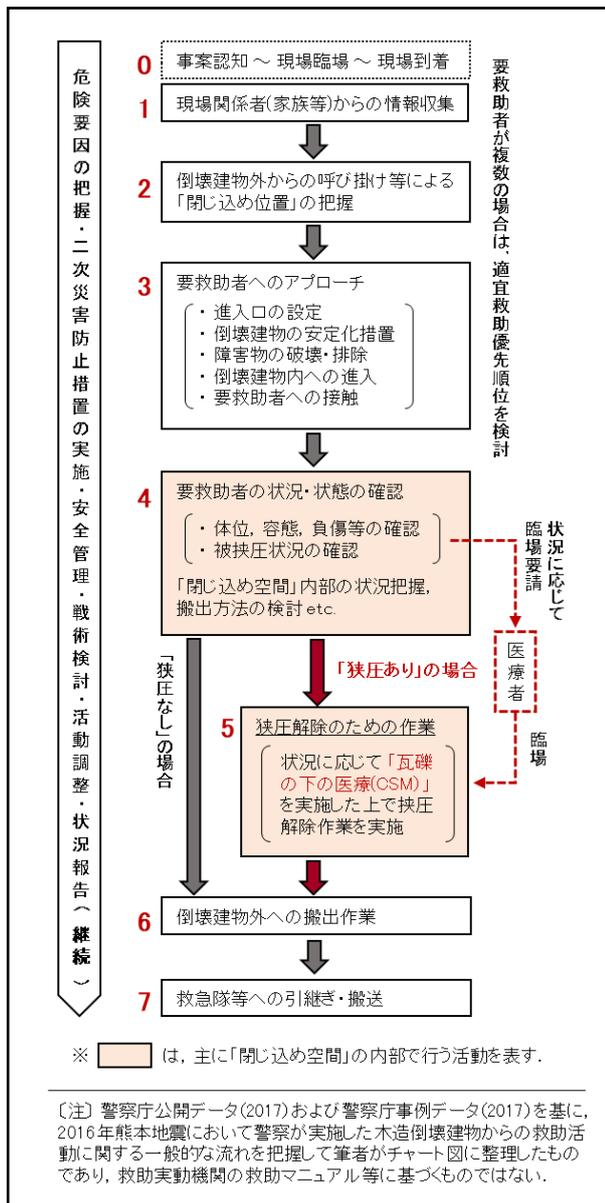 危険要因の把握・二次災害防止措置の実施・安全管理・戦術検討・活動調整・状況報告(継続)
要救助者が複数の場合は、適宜救助優先順位を検討
0
事案認知 ～ 現場臨場 ～ 現場到着
1
現場関係者(家族等)からの情報収集
2
倒壊建物外からの呼び掛け等による
「閉じ込め位置」の把握
3
要救助者へのアプローチ
・ 進入口の設定
・ 倒壊建物の安定化措置
・ 障害物の破壊・排除
・ 倒壊建物内への進入
・ 要救助者への接触
4
要救助者の状況・状態の確認
・ 体位, 容態, 負傷等の確認
・ 被挟圧状況の確認
「閉じ込め空間」内部の状況把握,
搬出方法の検討 etc.
状況に応じて
臨場要請
医療者
臨場
「狭圧なし」の場合
「狭圧あり」の場合
5
狭圧解除のための作業
状況に応じて「瓦礫
の下の医療(CSM)」
を実施した上で挟圧
解除作業を実施
6
倒壊建物外への搬出作業
7
救急隊等への引継ぎ・搬送
※ は, 主に「閉じ込め空間」の内部で行う活動を表す.
〔注〕 警察庁公開データ(2017)および警察庁事例データ(2017)を基に,
2016年熊本地震において警察が実施した木造倒壊建物からの救助活
動に関する一般的な流れを把握して筆者がチャート図に整理したもの
であり, 救助実動機関の救助マニュアル等に基づくものではない.